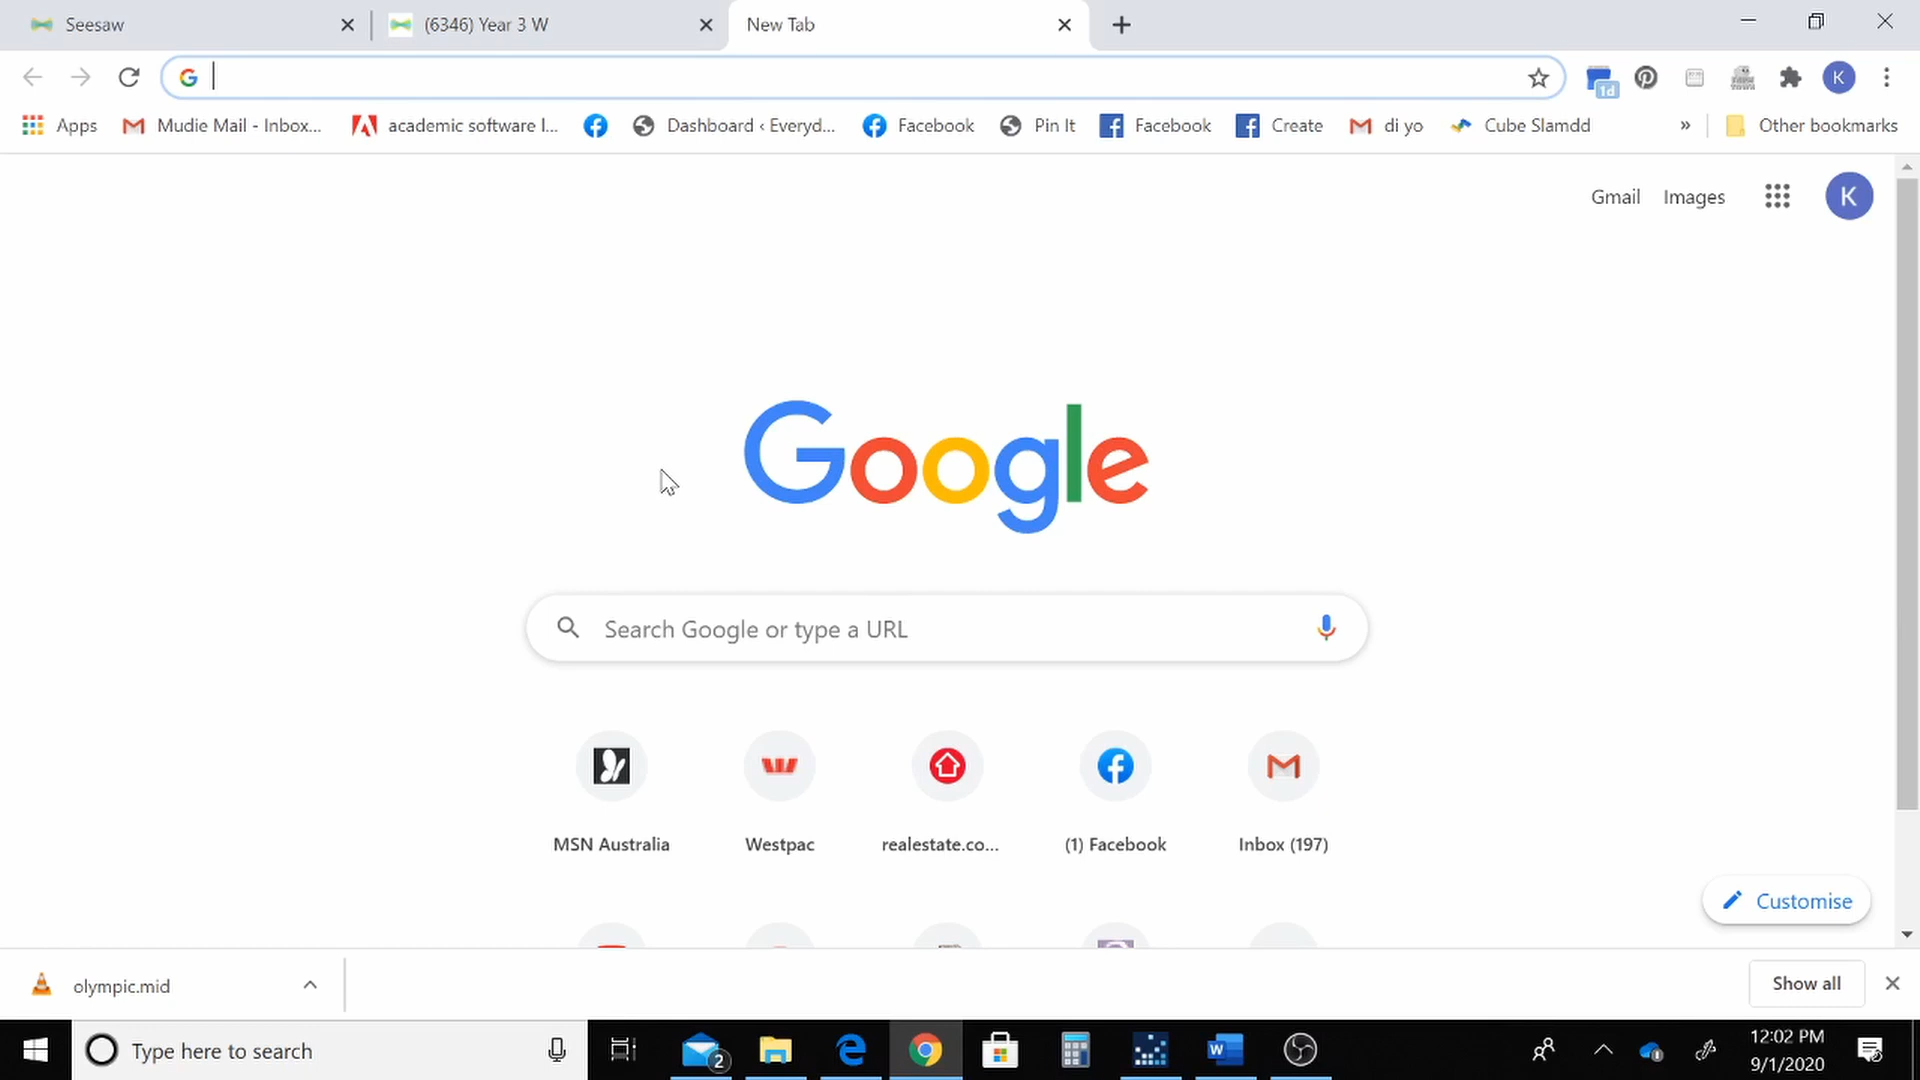 Seesaw
(6346) Year 3 W
New Tab
1d
K
Apps
Mudie Mail - Inbox...
academic software l...
Dashboard ‹ Everyd...
Facebook
Pin It
Facebook
Create
di yo
Cube Slamdd
»
Other bookmarks
Gmail
Images
K
Google
Search Google or type a URL
MSN Australia
Westpac
realestate.co...
(1) Facebook
Inbox (197)
Customise
olympic.mid
Show all
Type here to search
2
12:02 PM
9/1/2020